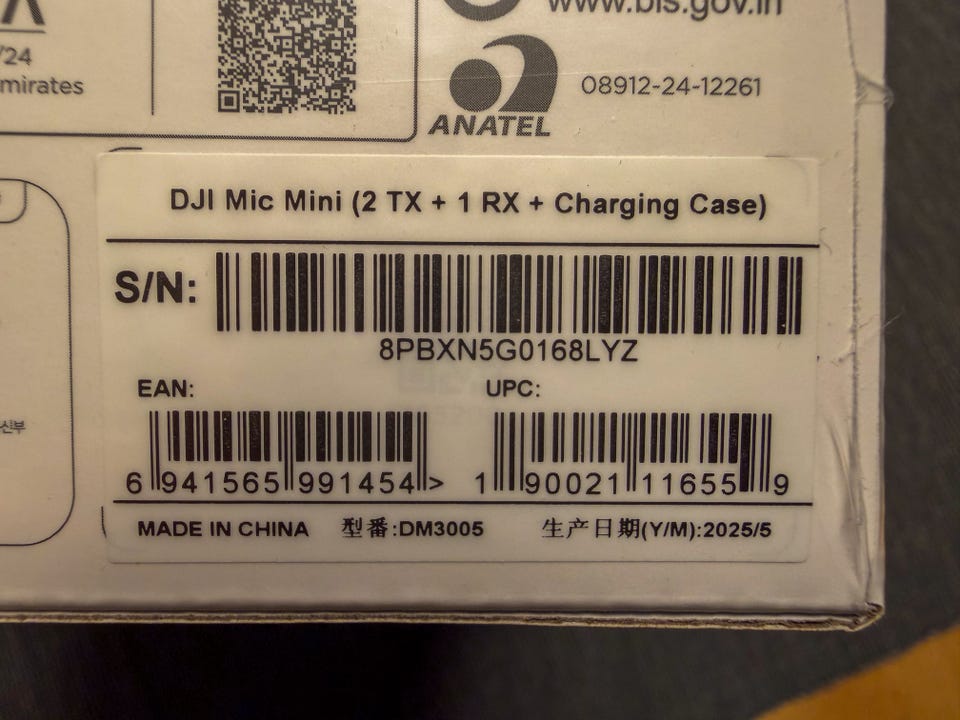 www.bis.gov.in
/24
mirates
ANATEL
08912-24-12261
DJI Mic Mini (2 TX + 1 RX + Charging Case)
S/N:
8PBXN5G0168LYZ
EAN:
UPC:
6 941565 991454 >
1 90021 11655 9
신부
MADE IN CHINA 型番:DM3005 生产日期(Y/M):2025/5